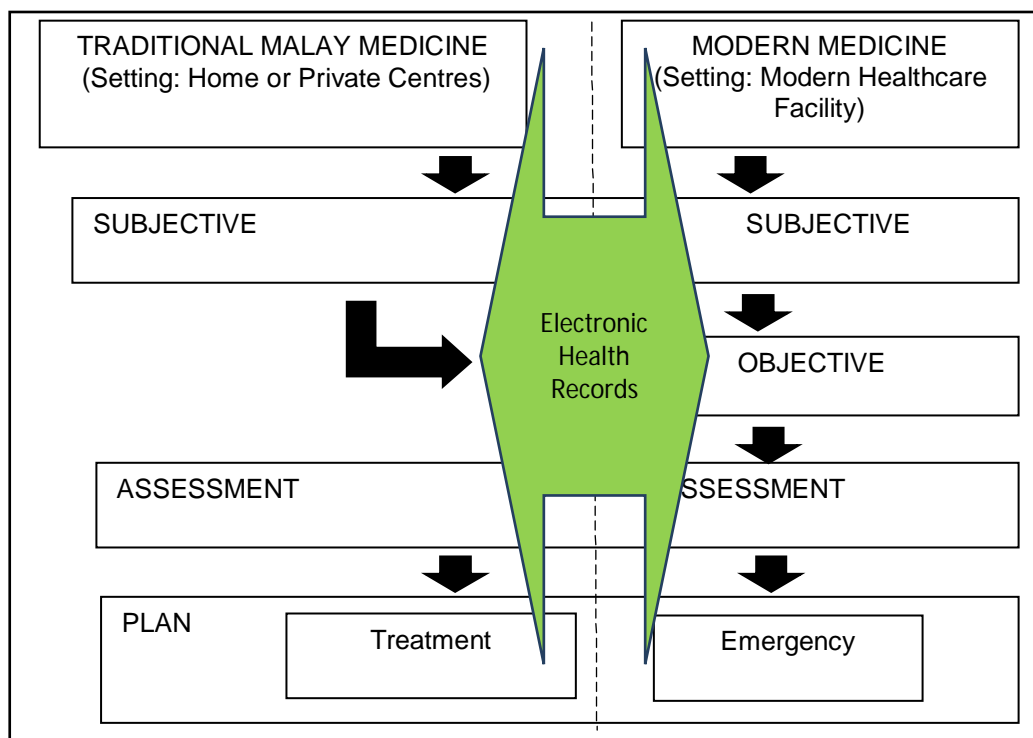 TRADITIONAL MALAY MEDICINE
(Setting: Home or Private Centres)
MODERN MEDICINE
(Setting: Modern Healthcare
Facility)
SUBJECTIVE
SUBJECTIVE
Electronic
Health
Records
OBJECTIVE
ASSESSMENT
SSESSMENT
PLAN
Treatment
Emergency